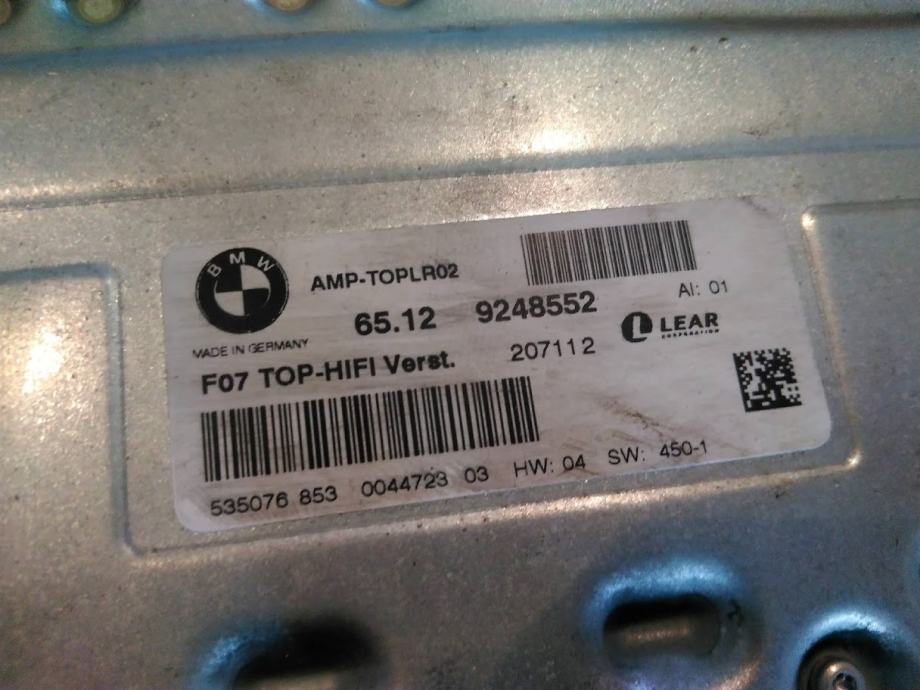 BMW
AMP-TOPLR02
AI: 01
65.12 9248552
LEAR
CORPORATION
MADE IN GERMANY
F07 TOP-HIFI Verst. 207112
535076 853 0044723 03 HW: 04 SW: 450-1